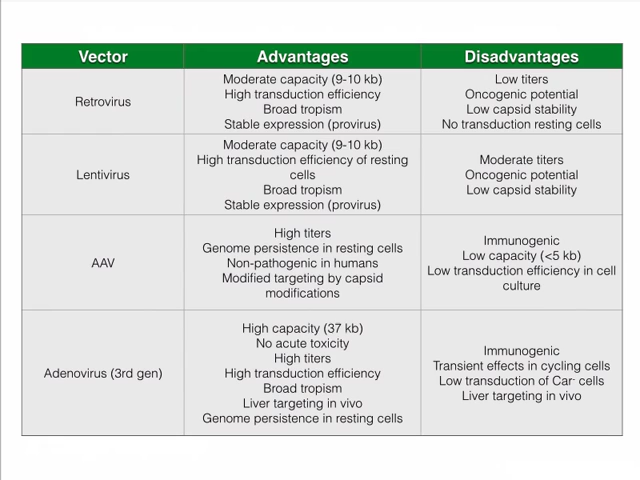 Vector
Advantages
Disadvantages
Retrovirus
Moderate capacity (9-10 kb)
High transduction efficiency
Broad tropism
Stable expression (provirus)
Low titers
Oncogenic potential
Low capsid stability
No transduction resting cells
Lentivirus
Moderate capacity (9-10 kb)
High transduction efficiency of resting
cells
Broad tropism
Stable expression (provirus)
Moderate titers
Oncogenic potential
Low capsid stability
AAV
High titers
Genome persistence in resting cells
Non-pathogenic in humans
Modified targeting by capsid
modifications
Immunogenic
Low capacity (<5 kb)
Low transduction efficiency in cell
culture
Adenovirus (3rd gen)
High capacity (37 kb)
No acute toxicity
High titers
High transduction efficiency
Broad tropism
Liver targeting in vivo
Genome persistence in resting cells
Immunogenic
Transient effects in cycling cells
Low transduction of Car⁻ cells
Liver targeting in vivo